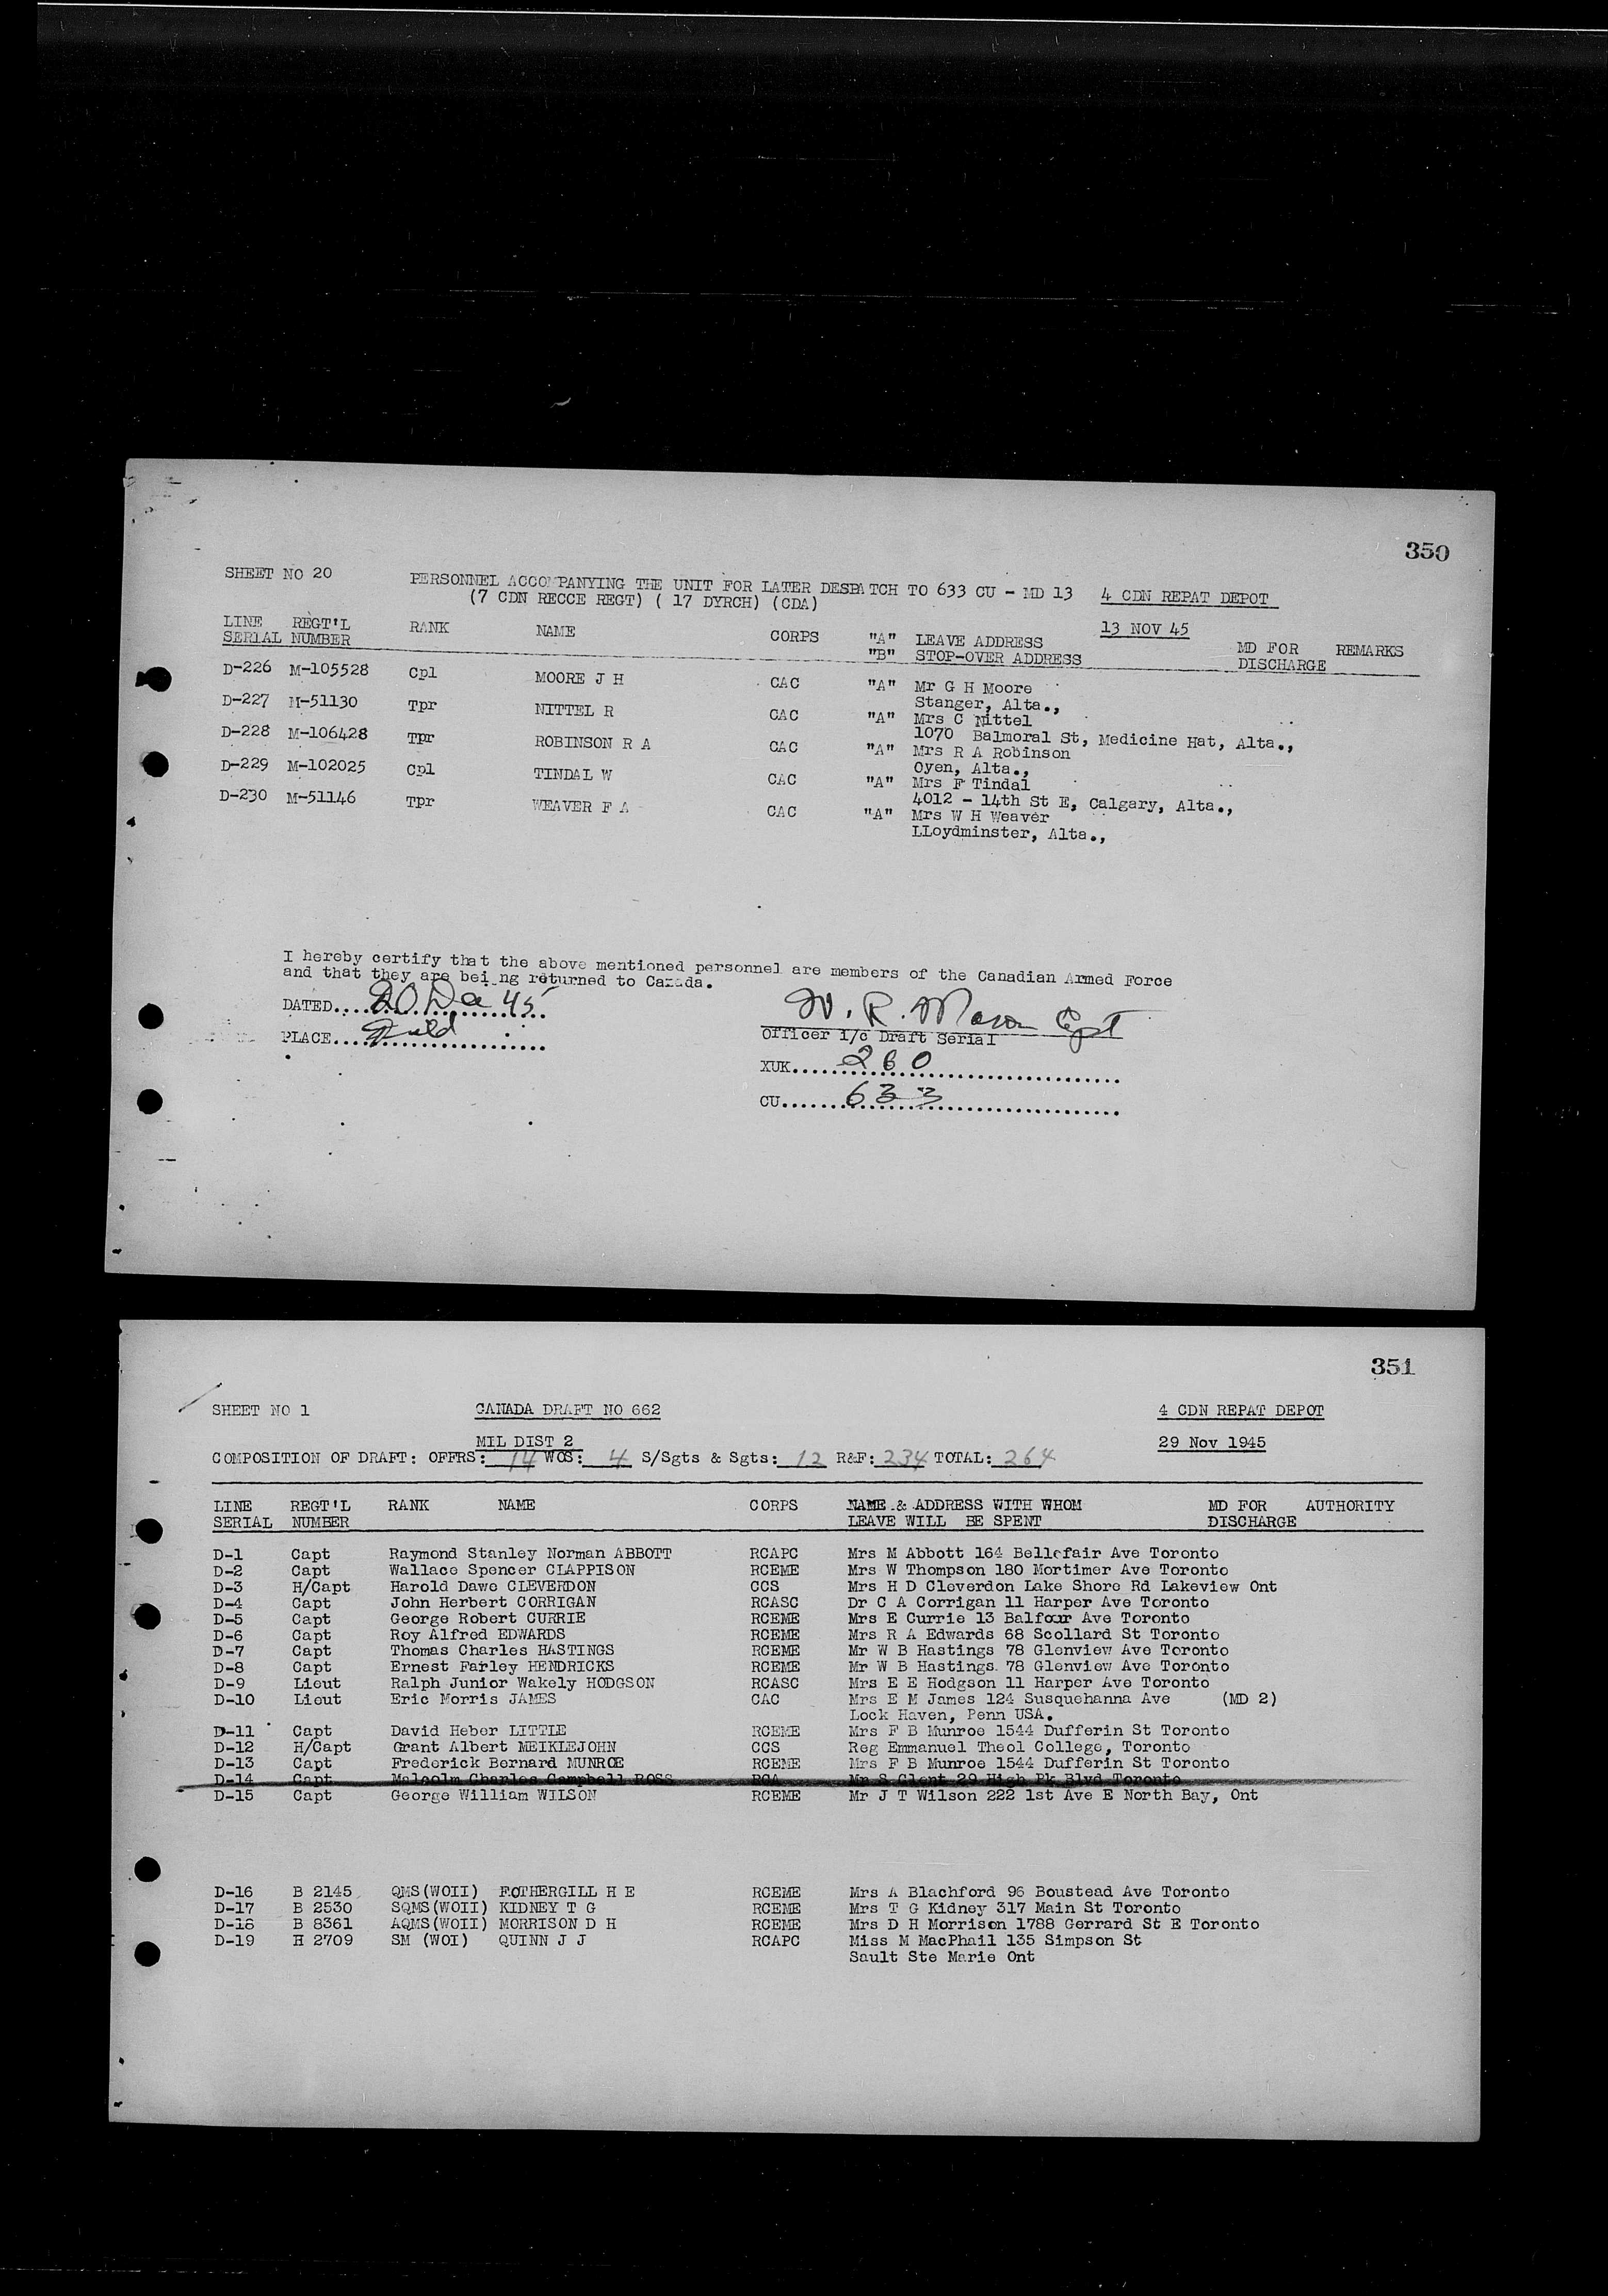 350
SHEET NO 20 PERSONNEL ACCOMPANYING THE UNIT FOR LATER DESPATCH TO 633 CU - MD 13 4 CDN REPAT DEPOT
(7 CDN RECCE REGT) ( 17 DYRCH) (CDA)
13 NOV 45
LINE REGT'L RANK NAME CORPS "A" LEAVE ADDRESS MD FOR REMARKS
SERIAL NUMBER "B" STOP-OVER ADDRESS DISCHARGE
D-226 M-105528 Cpl MOORE J H CAC "A" Mr G H Moore
Stanger, Alta.,
D-227 M-51130 Tpr NITTEL R CAC "A" Mrs C Nittel
1070 Balmoral St, Medicine Hat, Alta.,
D-228 M-106428 Tpr ROBINSON R A CAC "A" Mrs R A Robinson
Oyen, Alta.,
D-229 M-102025 Cpl TINDAL W CAC "A" Mrs F Tindal
4012 - 14th St E, Calgary, Alta.,
D-230 M-51146 Tpr WEAVER F A CAC "A" Mrs W H Weaver
LLoydminster, Alta.,
I hereby certify that the above mentioned personnel are members of the Canadian Armed Force
and that they are being returned to Canada.
DATED....20 Dec 45
W. R. Mason Capt
PLACE....
Officer i/c Draft Serial
XUK....260
CU....633
351
SHEET NO 1 CANADA DRAFT NO 662 4 CDN REPAT DEPOT
MIL DIST 2 29 Nov 1945
COMPOSITION OF DRAFT: OFFRS: 14 WOS: 4 S/Sgts & Sgts: 12 R&F: 234 TOTAL: 264
LINE REGT'L RANK NAME CORPS NAME & ADDRESS WITH WHOM MD FOR AUTHORITY
SERIAL NUMBER LEAVE WILL BE SPENT DISCHARGE
D-1 Capt Raymond Stanley Norman ABBOTT RCAPC Mrs M Abbott 164 Bellefair Ave Toronto
D-2 Capt Wallace Spencer CLAPPISON RCEME Mrs W Thompson 180 Mortimer Ave Toronto
D-3 H/Capt Harold Dawe CLEVERDON CCS Mrs H D Cleverdon Lake Shore Rd Lakeview Ont
D-4 Capt John Herbert CORRIGAN RCASC Dr C A Corrigan 11 Harper Ave Toronto
D-5 Capt George Robert CURRIE RCEME Mrs E Currie 13 Balfour Ave Toronto
D-6 Capt Roy Alfred EDWARDS RCEME Mrs R A Edwards 68 Scollard St Toronto
D-7 Capt Thomas Charles HASTINGS RCEME Mr W B Hastings 78 Glenview Ave Toronto
D-8 Capt Ernest Farley HENDRICKS RCEME Mr W B Hastings 78 Glenview Ave Toronto
D-9 Lieut Ralph Junior Wakely HODGSON RCASC Mrs E E Hodgson 11 Harper Ave Toronto
D-10 Lieut Eric Morris JAMES CAC Mrs E M James 124 Susquehanna Ave (MD 2)
Lock Haven, Penn USA.
D-11 Capt David Heber LITTLE RCEME Mrs F B Munroe 1544 Dufferin St Toronto
D-12 H/Capt Grant Albert MEIKLEJOHN CCS Reg Emmanuel Theol College, Toronto
D-13 Capt Frederick Bernard MUNROE RCEME Mrs F B Munroe 1544 Dufferin St Toronto
D-14 Capt Malcolm Charles Campbell ROSS RCA Mr S Clent 29 High Pk Blvd Toronto
D-15 Capt George William WILSON RCEME Mr J T Wilson 222 1st Ave E North Bay, Ont
D-16 B 2145 QMS(WOII) FOTHERGILL H E RCEME Mrs A Blachford 96 Boustead Ave Toronto
D-17 B 2530 SQMS(WOII) KIDNEY T G RCEME Mrs T G Kidney 317 Main St Toronto
D-18 B 8361 AQMS(WOII) MORRISON D H RCEME Mrs D H Morrison 1788 Gerrard St E Toronto
D-19 H 2709 SM (WOI) QUINN J J RCAPC Miss M MacPhail 135 Simpson St
Sault Ste Marie Ont